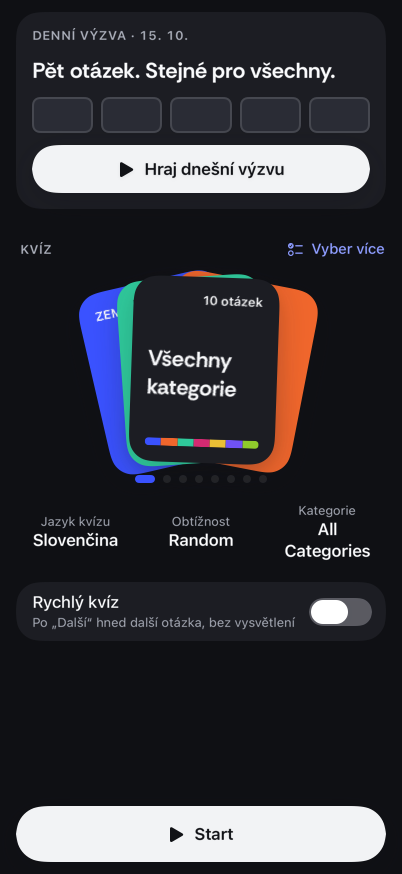 DENNÍ VÝZVA · 15. 10.
Pět otázek. Stejné pro všechny.
Hraj dnešní výzvu
KVÍZ
Vyber více
10 otázek
Všechny
kategorie
Jazyk kvízu
Slovenčina
Obtížnost
Random
Kategorie
All
Categories
Rychlý kvíz
Po „Další“ hned další otázka, bez vysvětlení
Start